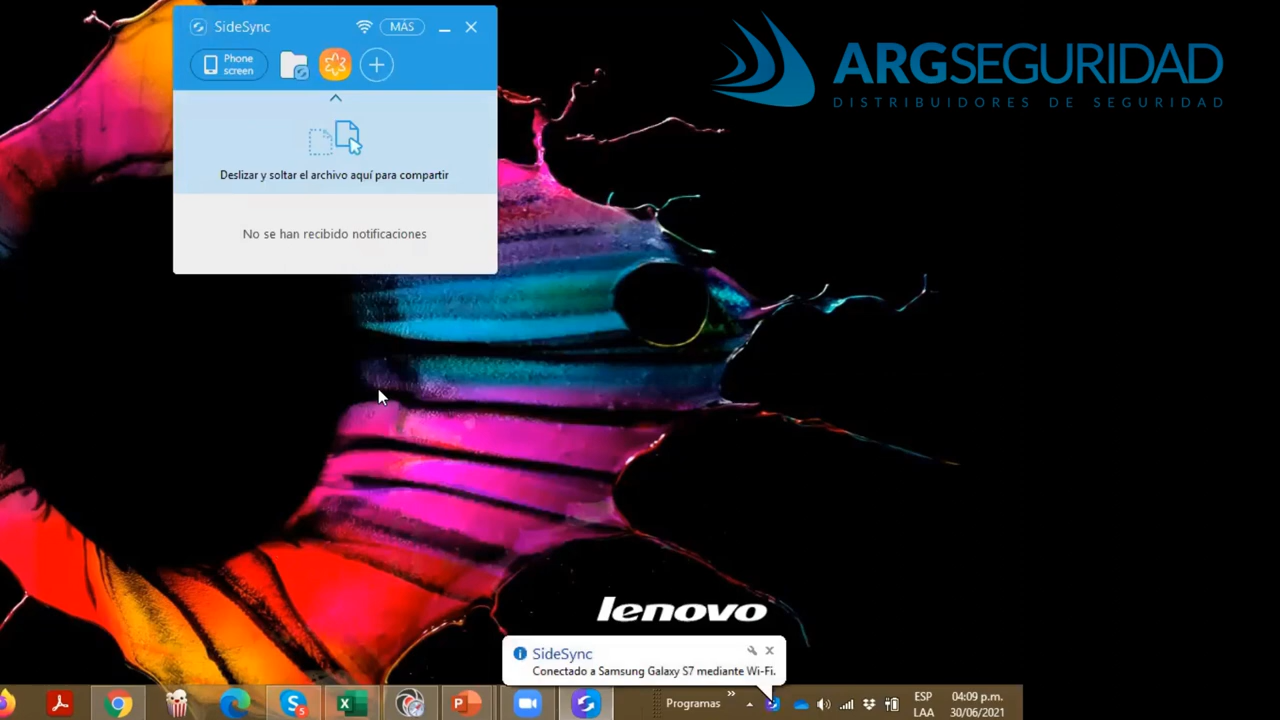 SideSync
MÁS
Phone
screen
Deslizar y soltar el archivo aquí para compartir
No se han recibido notificaciones
ARGSEGURIDAD
DISTRIBUIDORES DE SEGURIDAD
lenovo
SideSync
Conectado a Samsung Galaxy S7 mediante Wi-Fi.
Programas
ESP
LAA
04:09 p.m.
30/06/2021